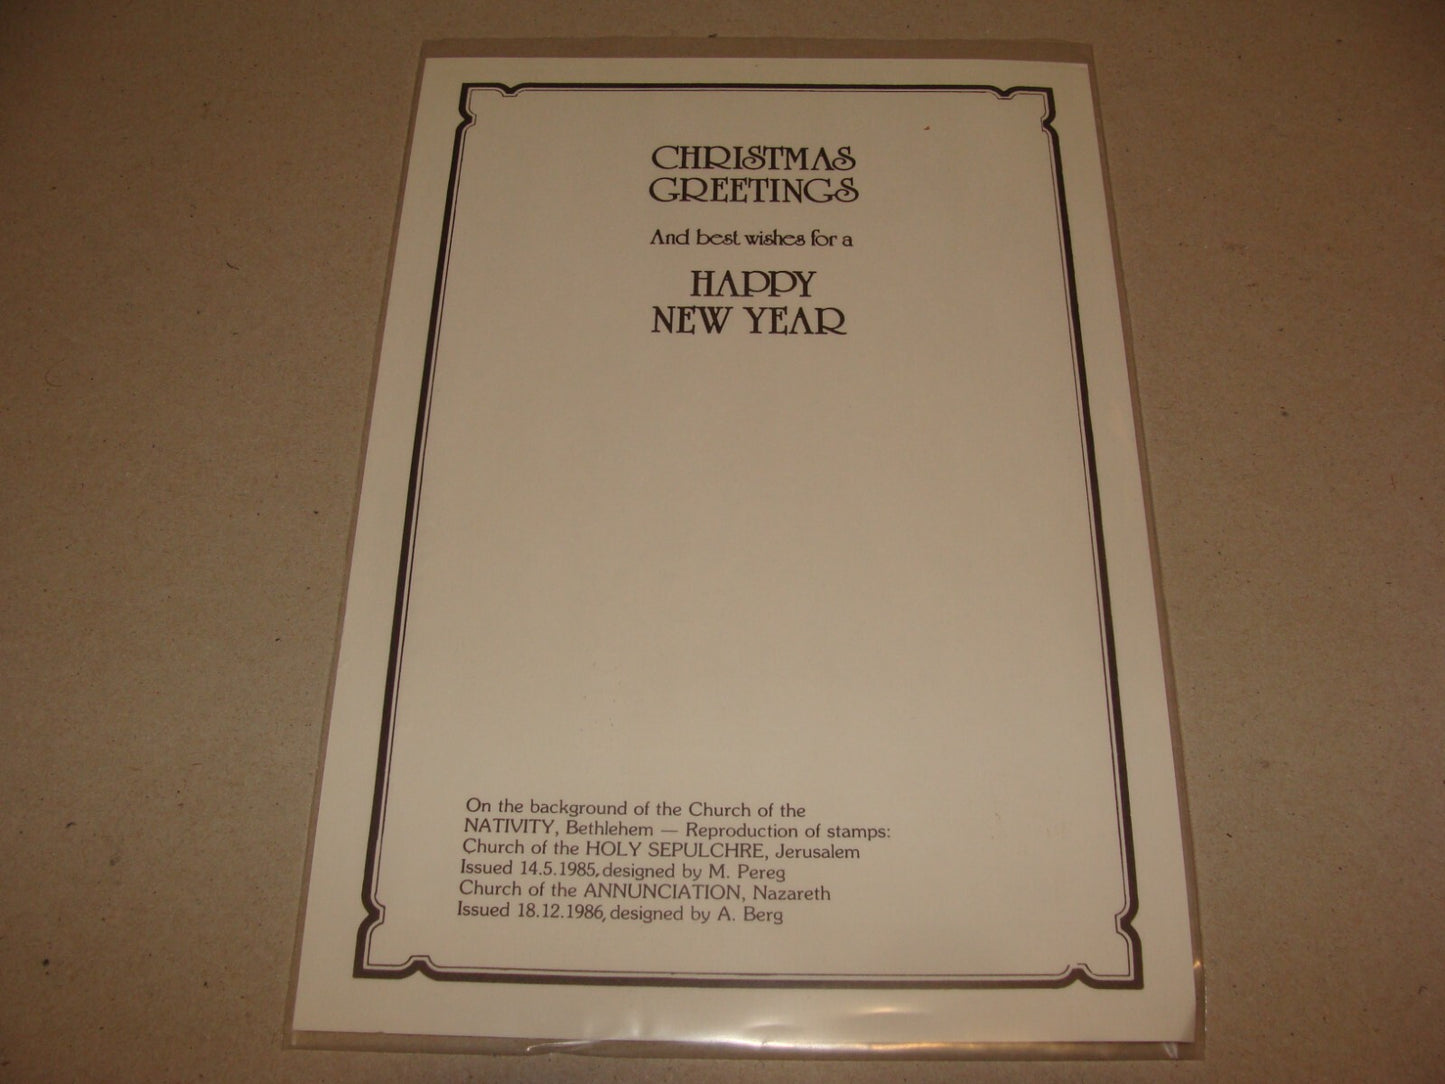 CHRISTMAS
GREETINGS
And best wishes for a
HAPPY
NEW YEAR
On the background of the Church of the
NATIVITY, Bethlehem — Reproduction of stamps:
Church of the HOLY SEPULCHRE, Jerusalem
Issued 14.5.1985, designed by M. Pereg
Church of the ANNUNCIATION, Nazareth
Issued 18.12.1986, designed by A. Berg